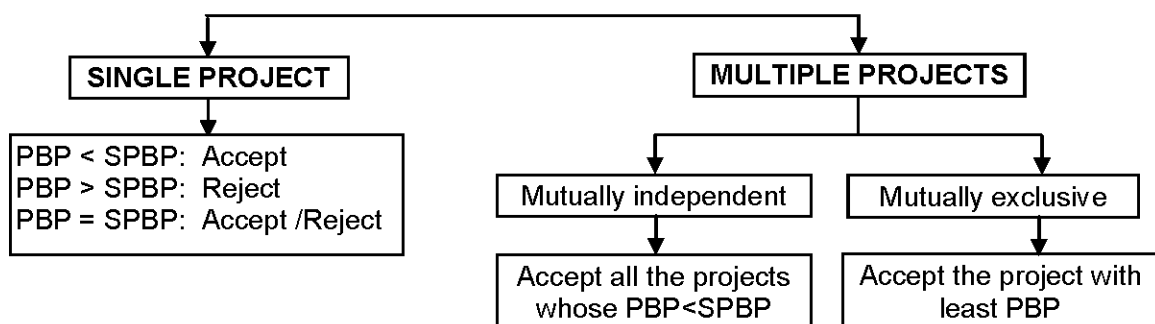 SINGLE PROJECT
PBP < SPBP: Accept
PBP > SPBP: Reject
PBP = SPBP: Accept /Reject
MULTIPLE PROJECTS
Mutually independent
Accept all the projects
whose PBP<SPBP
Mutually exclusive
Accept the project with
least PBP